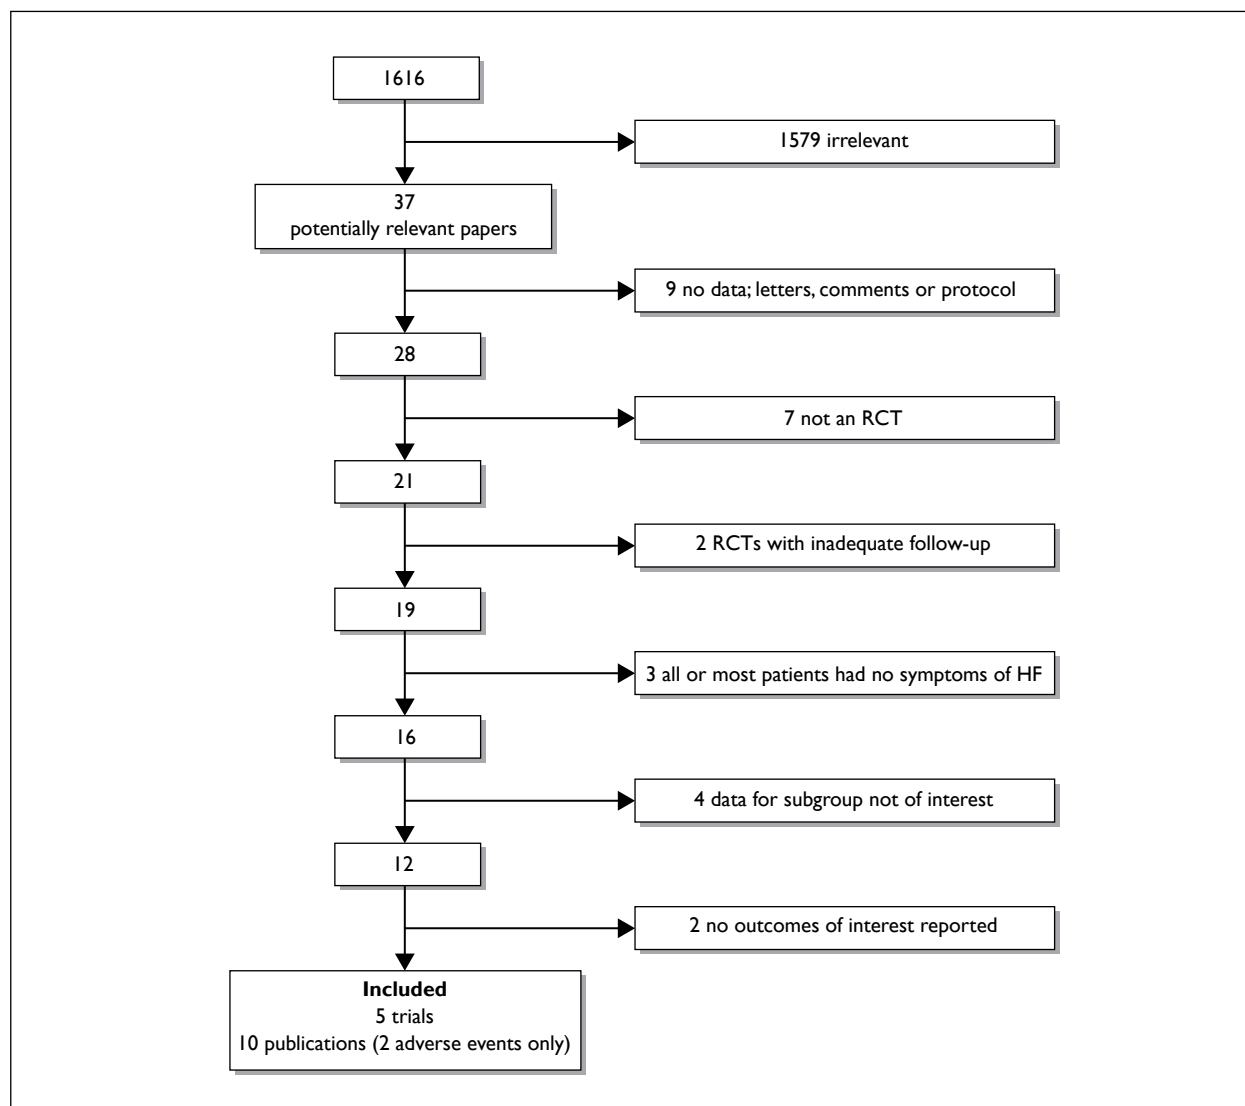 1616
1579 irrelevant
37
potentially relevant papers
9 no data; letters, comments or protocol
28
7 not an RCT
21
2 RCTs with inadequate follow-up
19
3 all or most patients had no symptoms of HF
16
4 data for subgroup not of interest
12
2 no outcomes of interest reported
Included
5 trials
10 publications (2 adverse events only)